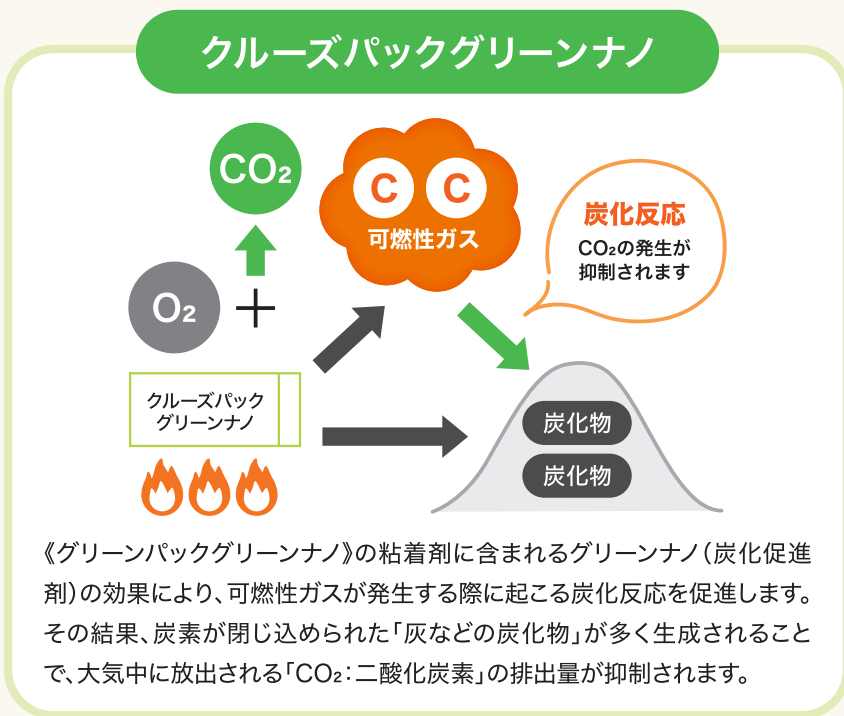 クルーズパックグリーンナノ
CO₂
C C
可燃性ガス
炭化反応
CO₂の発生が
抑制されます
O₂
+
クルーズパック
グリーンナノ
炭化物
炭化物
《グリーンパックグリーンナノ》の粘着剤に含まれるグリーンナノ(炭化促進
剤)の効果により、可燃性ガスが発生する際に起こる炭化反応を促進します。
その結果、炭素が閉じ込められた「灰などの炭化物」が多く生成されること
で、大気中に放出される「CO₂:二酸化炭素」の排出量が抑制されます。